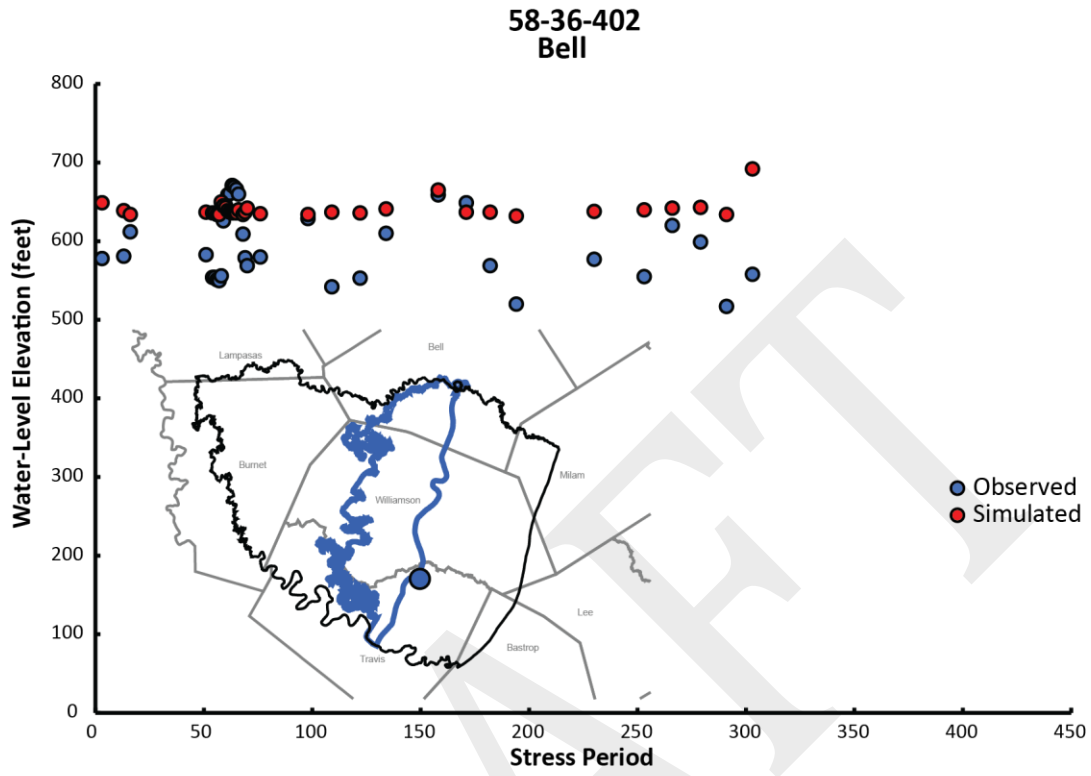 58-36-402
Bell
800
700
600
500
400
300
200
100
0
Water-Level Elevation (feet)
Lampasas
Bell
Burnet
Milam
Williamson
Lee
Bastrop
Travis
Observed
Simulated
0 50 100 150 200 250 300 350 400 450
Stress Period
AFT